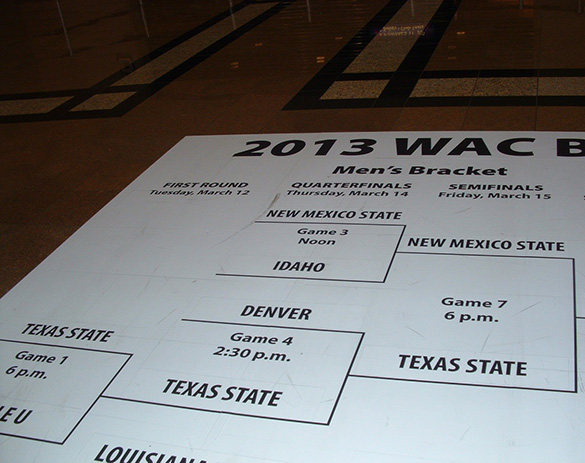 2013 WAC B
Men's Bracket
FIRST ROUND
Tuesday, March 12
QUARTERFINALS
Thursday, March 14
SEMIFINALS
Friday, March 15
NEW MEXICO STATE
Game 3
Noon
IDAHO
NEW MEXICO STATE
Game 7
6 p.m.
TEXAS STATE
DENVER
Game 4
2:30 p.m.
TEXAS STATE
TEXAS STATE
Game 1
6 p.m.
LEU
LOUISIANA